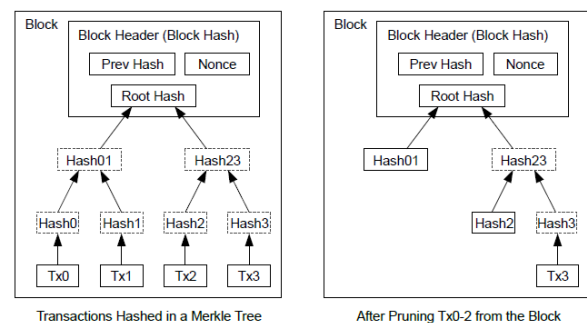 Block
Block Header (Block Hash)
Prev Hash
Nonce
Root Hash
Hash01
Hash23
Hash0
Hash1
Hash2
Hash3
Tx0
Tx1
Tx2
Tx3
Transactions Hashed in a Merkle Tree
Block
Block Header (Block Hash)
Prev Hash
Nonce
Root Hash
Hash01
Hash23
Hash2
Hash3
Tx3
After Pruning Tx0-2 from the Block